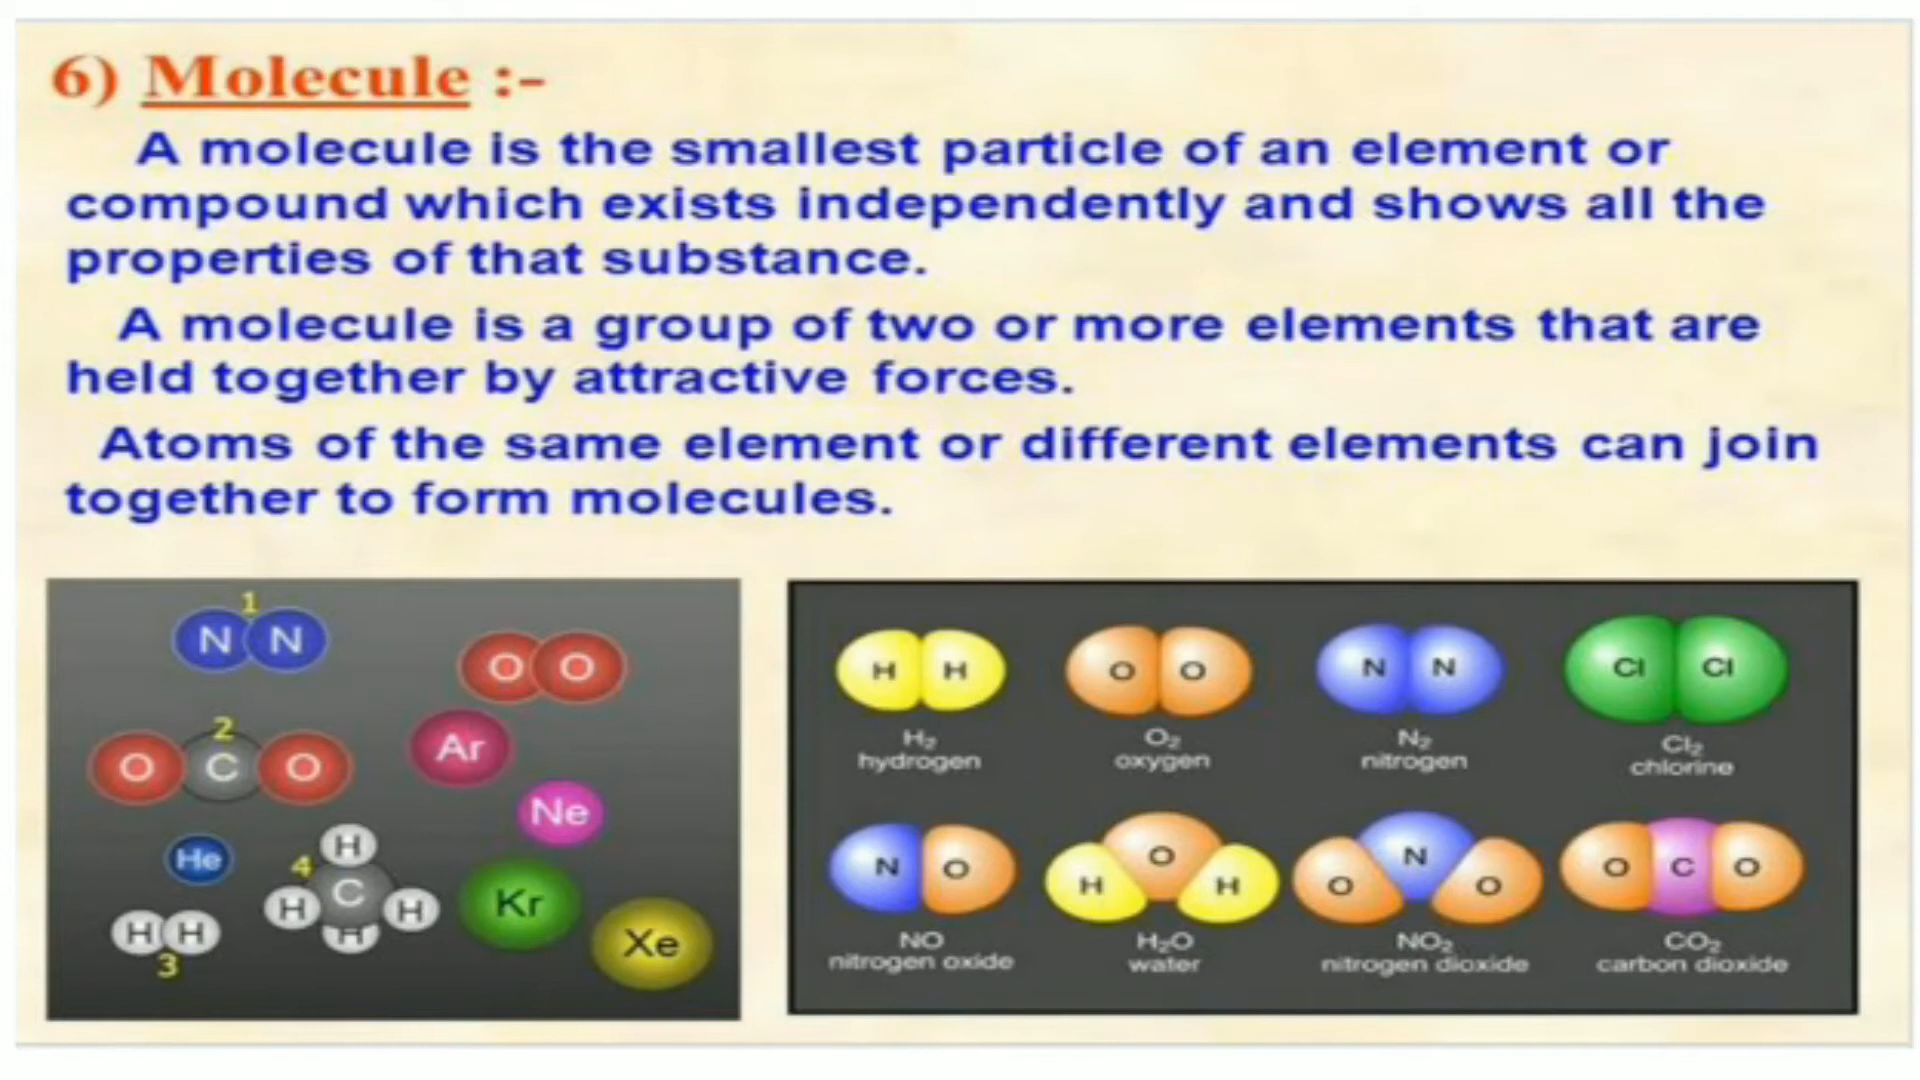 6) Molecule :-
A molecule is the smallest particle of an element or
compound which exists independently and shows all the
properties of that substance.
A molecule is a group of two or more elements that are
held together by attractive forces.
Atoms of the same element or different elements can join
together to form molecules.
1
N N
O O
2
O C O
Ar
Ne
He
4
H
H C H
H
Kr
Xe
H H
3
H H
O O
N N
Cl Cl
H₂
hydrogen
O₂
oxygen
N₂
nitrogen
Cl₂
chlorine
N O
H O H
O N O
O C O
NO
nitrogen oxide
H₂O
water
NO₂
nitrogen dioxide
CO₂
carbon dioxide